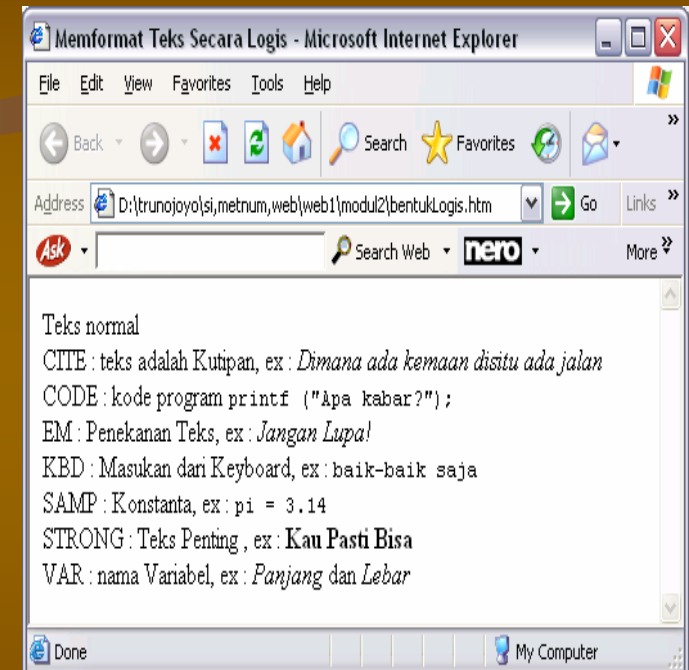 Memformat Teks Secara Logis - Microsoft Internet Explorer
File Edit View Favorites Tools Help
Back Search Favorites »
Address D:\trunojoyo\si,metnum,web\web1\modul2\bentukLogis.htm Go Links »
Ask Search Web nero More »
Teks normal
CITE : teks adalah Kutipan, ex : Dimana ada kemaan disitu ada jalan
CODE : kode program printf ("Apa kabar?");
EM : Penekanan Teks, ex : Jangan Lupa!
KBD : Masukan dari Keyboard, ex : baik-baik saja
SAMP : Konstanta, ex : pi = 3.14
STRONG : Teks Penting , ex : Kau Pasti Bisa
VAR : nama Variabel, ex : Panjang dan Lebar
Done My Computer